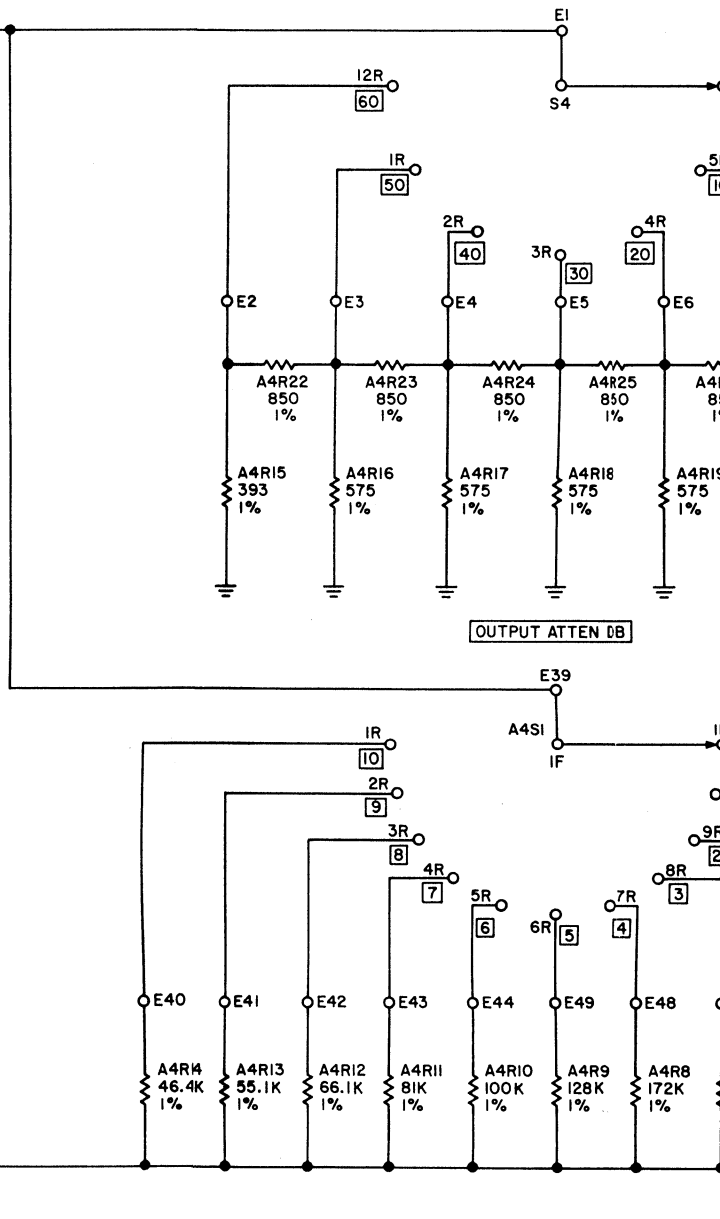 E1
S4
12R
60
1R
50
2R
40
3R
30
4R
20
E2
E3
E4
E5
E6
A4R22
850
1%
A4R23
850
1%
A4R24
850
1%
A4R25
850
1%
A4R15
393
1%
A4R16
575
1%
A4R17
575
1%
A4R18
575
1%
A4R19
575
1%
OUTPUT ATTEN DB
E39
A4S1
1F
1R
10
2R
9
3R
8
4R
7
5R
6
6R
5
7R
4
8R
3
9R
2
E40
E41
E42
E43
E44
E49
E48
A4R14
46.4K
1%
A4R13
55.1K
1%
A4R12
66.1K
1%
A4R11
81K
1%
A4R10
100K
1%
A4R9
128K
1%
A4R8
172K
1%